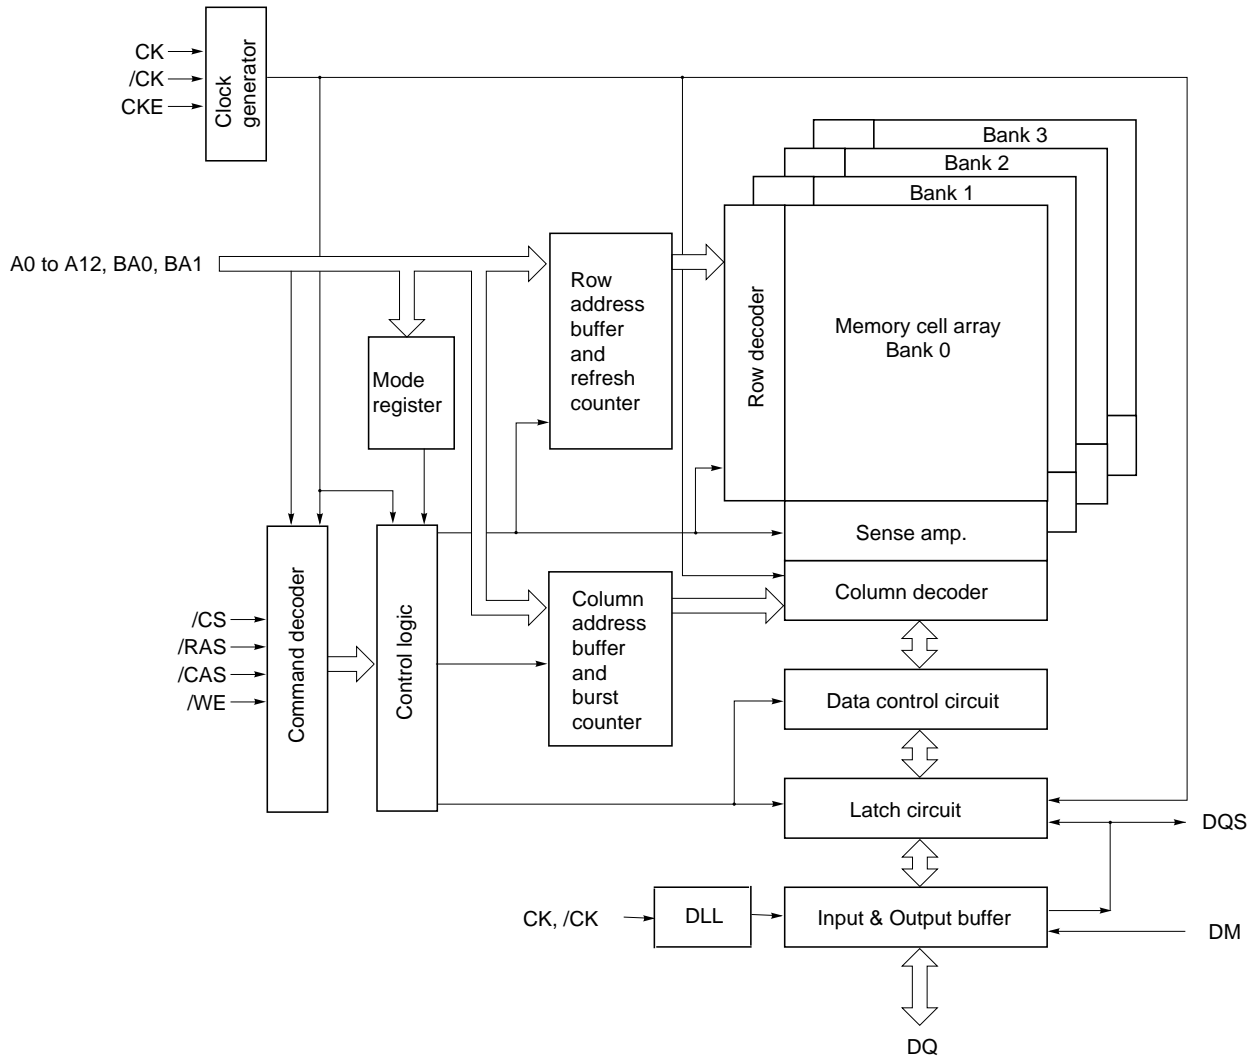 CK
/CK
CKE
Clock
generator
Bank 3
Bank 2
Bank 1
A0 to A12, BA0, BA1
Row
address
buffer
and
refresh
counter
Row decoder
Memory cell array
Bank 0
Mode
register
Sense amp.
Column decoder
/CS
/RAS
/CAS
/WE
Command decoder
Control logic
Column
address
buffer
and
burst
counter
Data control circuit
Latch circuit
DQS
CK, /CK
DLL
Input & Output buffer
DM
DQ